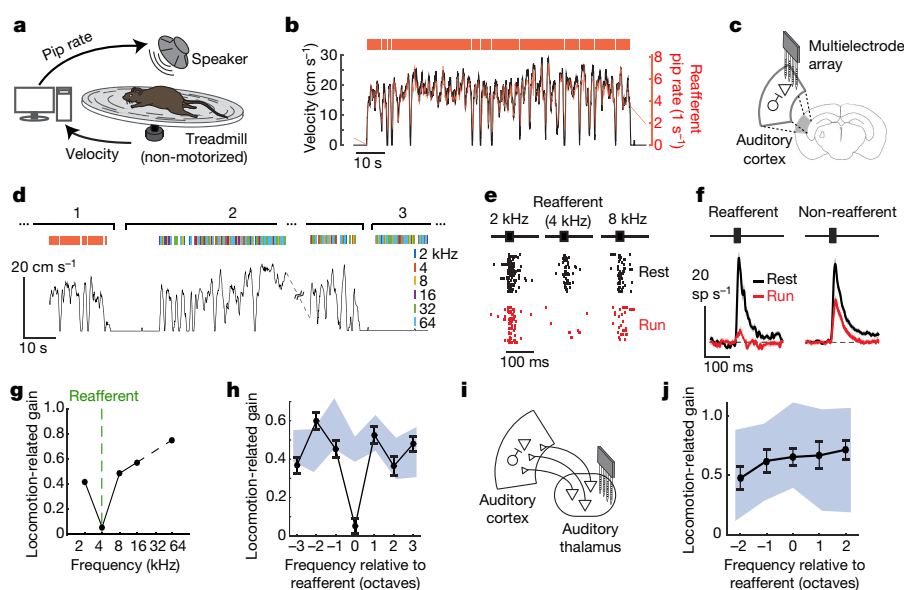 a
Pip rate
Speaker
Treadmill
(non-motorized)
Velocity
b
Velocity (cm s⁻¹)
30
20
10
0
8
6
4
2
0
Reafferent
pip rate (1 s⁻¹)
10 s
c
Multielectrode
array
Auditory
cortex
d
... 1 2 ... 3 ...
2 kHz
4
8
16
32
64
20 cm s⁻¹
10 s
e
Reafferent
2 kHz (4 kHz) 8 kHz
Rest
Run
100 ms
f
Reafferent Non-reafferent
20
sp s⁻¹
Rest
Run
100 ms
g
Reafferent
Locomotion-related gain
1.0
0.8
0.6
0.4
0.2
0
2 4 8 16 32 64
Frequency (kHz)
h
Locomotion-related gain
0.6
0.4
0.2
0
−3 −2 −1 0 1 2 3
Frequency relative to
reafferent (octaves)
i
Auditory
cortex
Auditory
thalamus
j
Locomotion-related gain
1.0
0.5
0
−2 −1 0 1 2
Frequency relative to
reafferent (octaves)